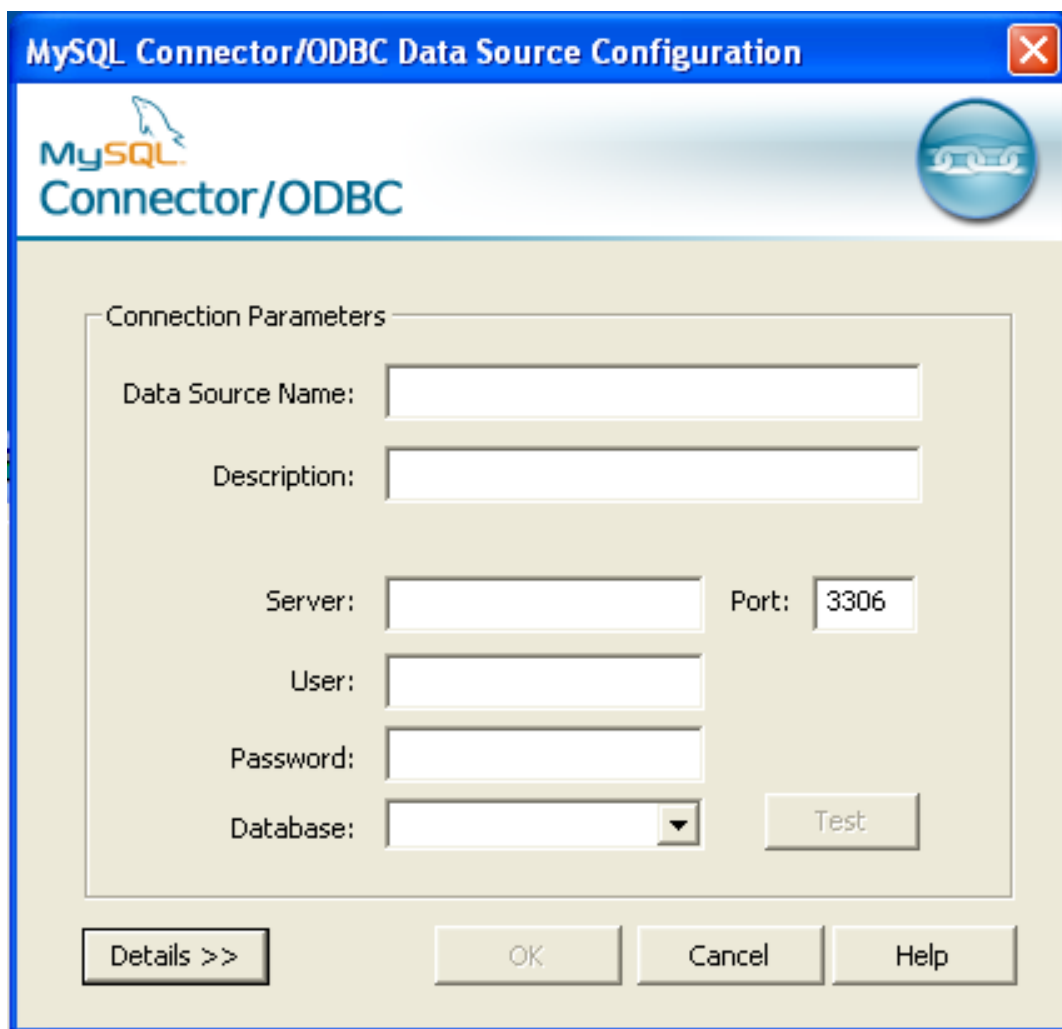 MySQL Connector/ODBC Data Source Configuration
MySQL
Connector/ODBC
Connection Parameters
Data Source Name:
Description:
Server:
Port: 3306
User:
Password:
Database:
Test
Details >>
OK
Cancel
Help